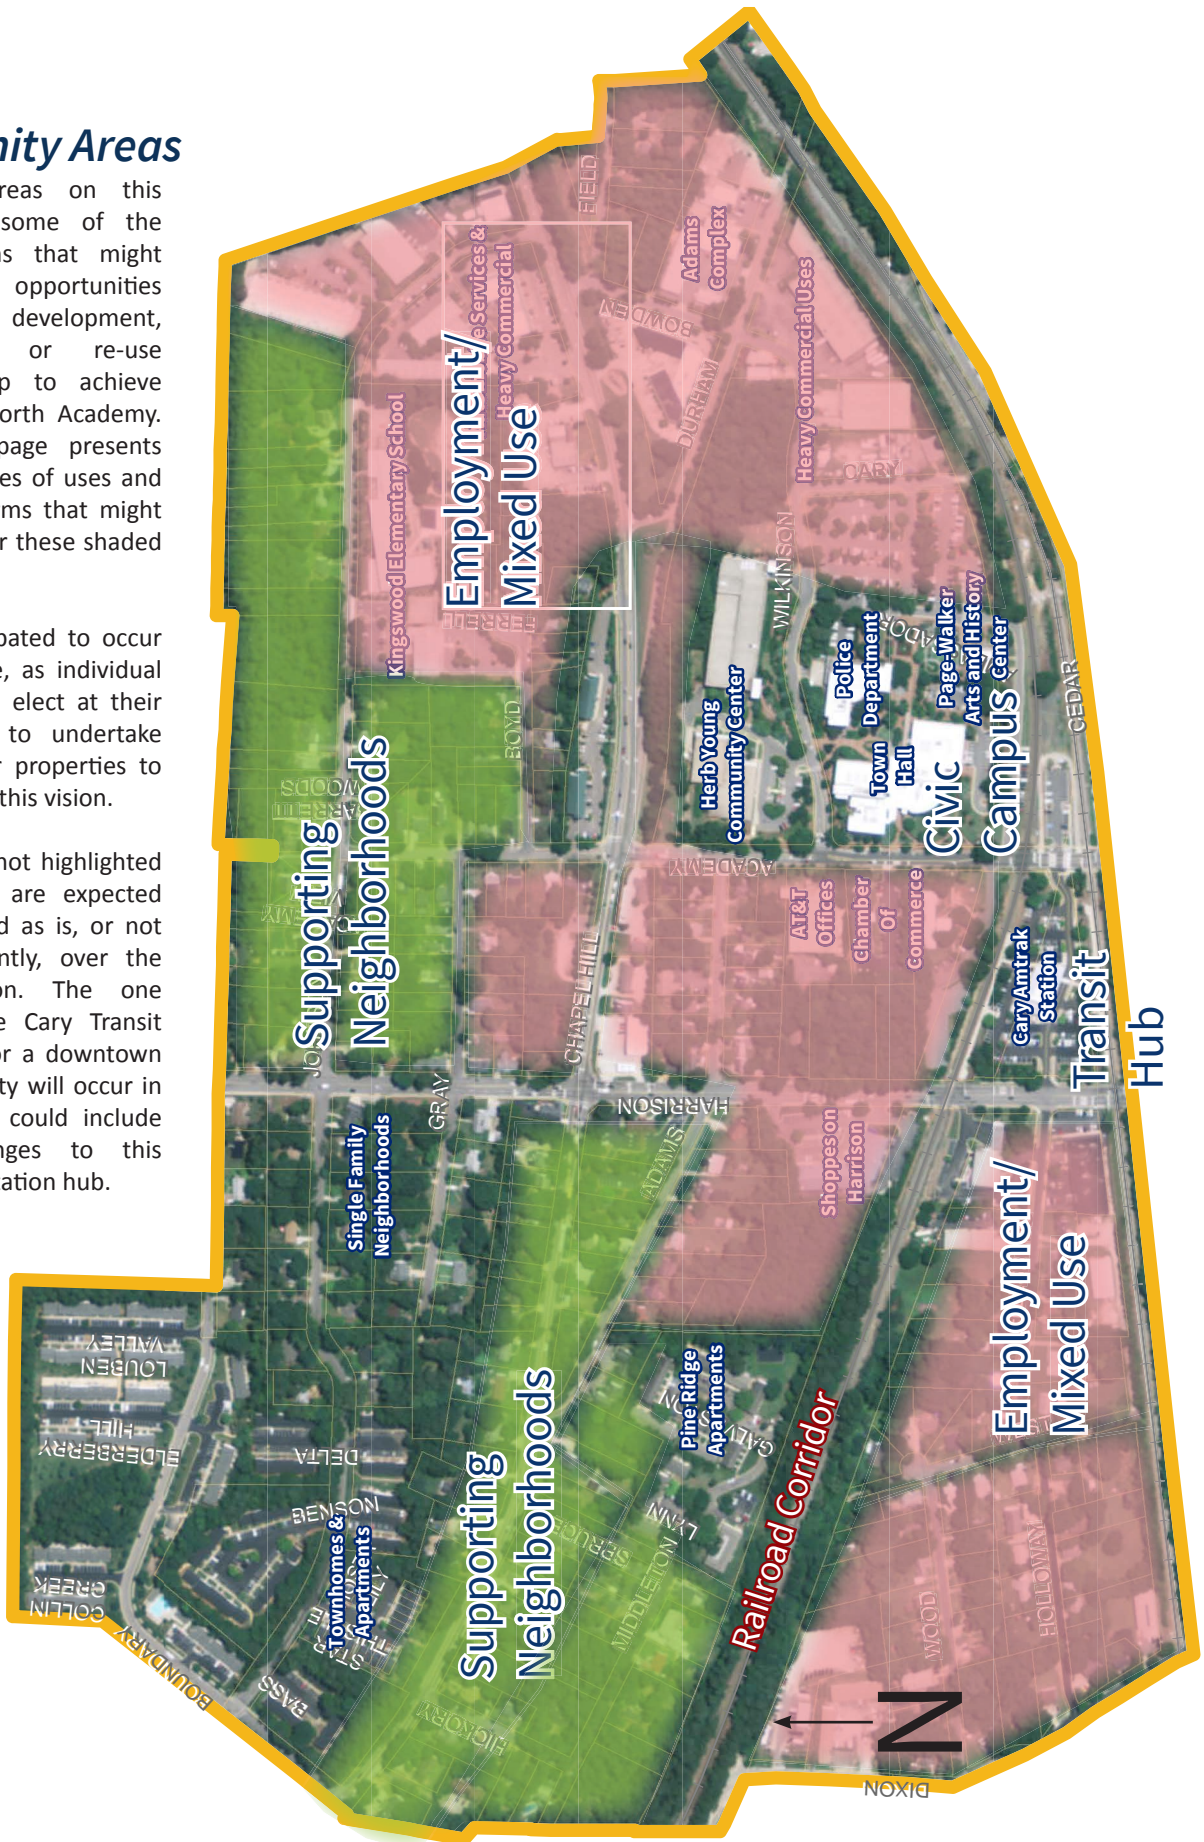 nity Areas
reas on this
some of the
ns that might
opportunities
development,
or re-use
p to achieve
orth Academy.
page presents
es of uses and
ms that might
r these shaded
pated to occur
e, as individual
elect at their
to undertake
r properties to
this vision.
not highlighted
are expected
d as is, or not
ntly, over the
on. The one
e Cary Transit
or a downtown
ty will occur in
could include
nges to this
tation hub.
Employment/
Mixed Use
Services &
Heavy Commercial
Kingswood Elementary School
Adams
Complex
Heavy Commercial Uses
FIELD
BOWDEN
DURHAM
CARY
WILKINSON
FERRELL
BOYD
Supporting
Neighborhoods
WOODS
ACADEMY
Herb Young
Community Center
Police
Department
Town
Hall
Page-Walker
Arts and History
Center
Civic
Campus
CEDAR
AT&T
Offices
Chamber
Of
Commerce
Cary Amtrak
Station
Transit
Hub
CHAPEL HILL
GRAY
HARRISON
ADAMS
Single Family
Neighborhoods
Shoppes on
Harrison
Employment/
Mixed Use
VALLEY
LOUBEN
HILL
ELDERBERRY
DELTA
BENSON
Townhomes &
Apartments
STAR
COLLIN
CREEK
BOUNDARY
BASS
Supporting
Neighborhoods
HICKORY
SPRUCE
MIDDLETON
LYNN
Pine Ridge
Apartments
Railroad Corridor
WOOD
HOLLOWAY
DIXON
N